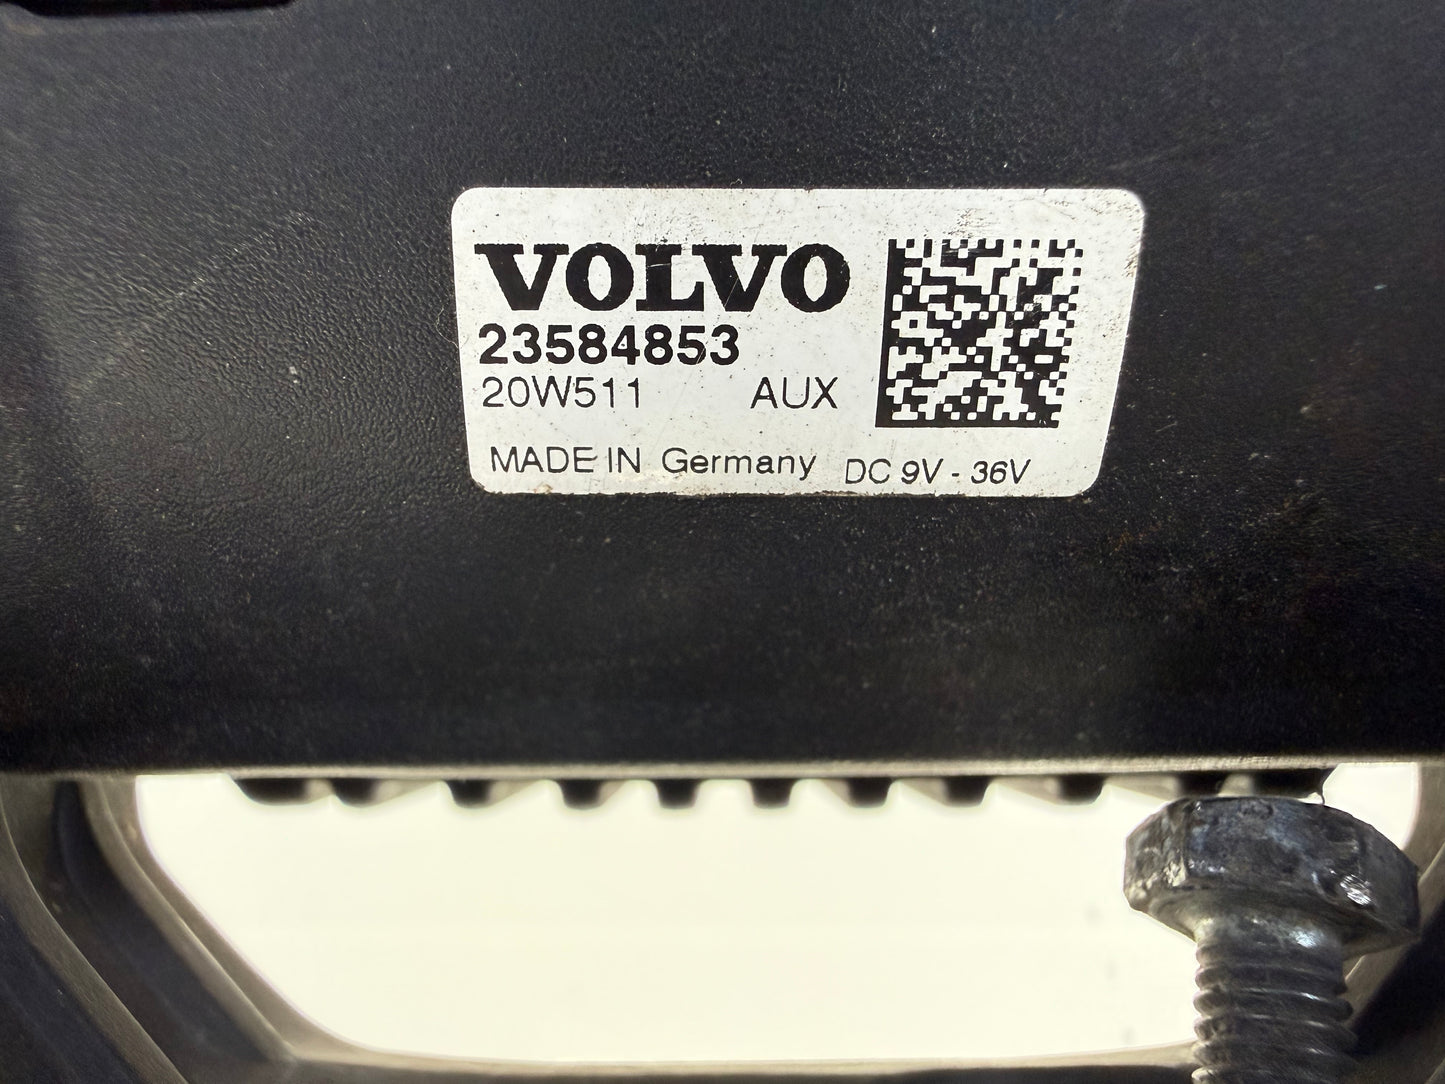 VOLVO
23584853
20W511 AUX
MADE IN Germany DC 9V - 36V